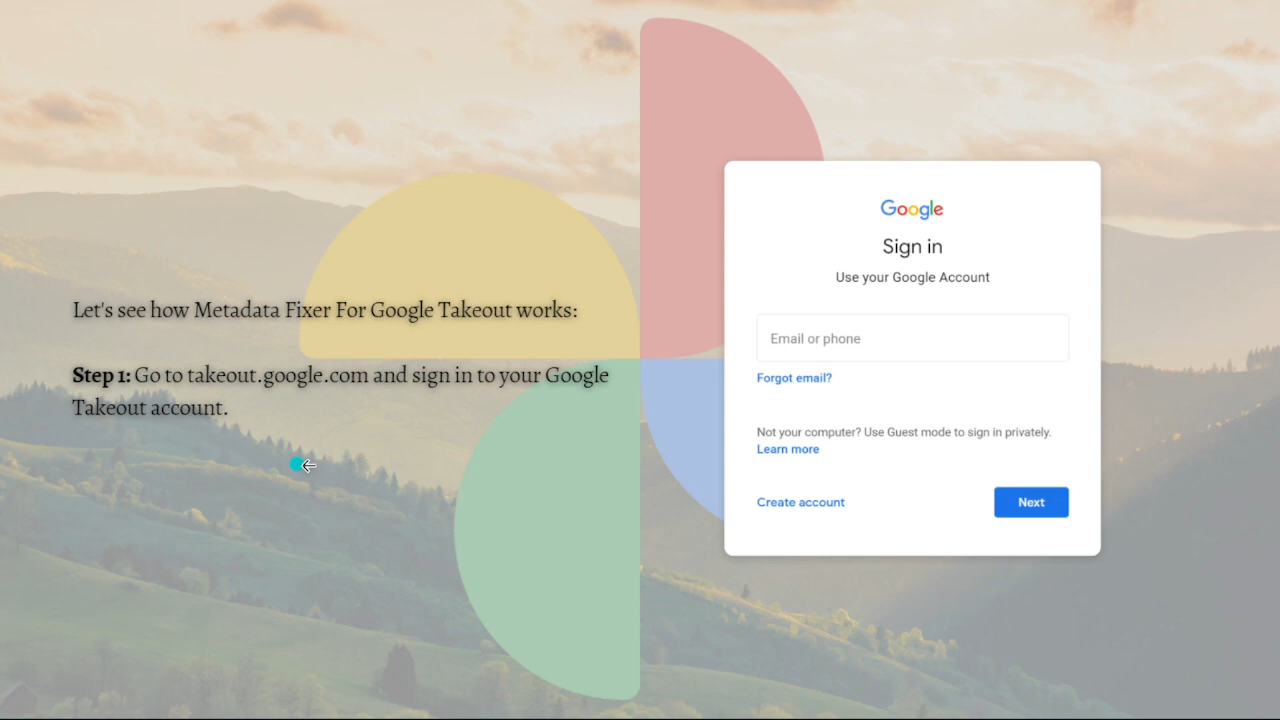 Let's see how Metadata Fixer For Google Takeout works:
Step 1: Go to takeout.google.com and sign in to your Google
Takeout account.
Google
Sign in
Use your Google Account
Email or phone
Forgot email?
Not your computer? Use Guest mode to sign in privately.
Learn more
Create account
Next